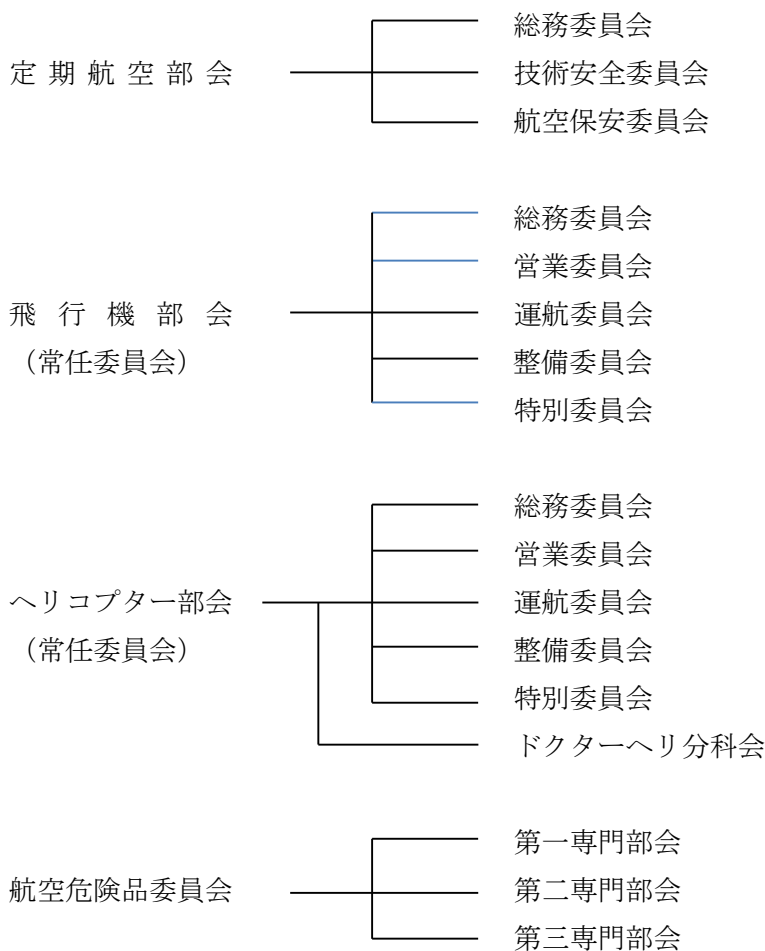 総務委員会
定期航空部会
技術安全委員会
航空保安委員会
総務委員会
営業委員会
飛行機部会
運航委員会
（常任委員会）
整備委員会
特別委員会
総務委員会
営業委員会
ヘリコプター部会
運航委員会
（常任委員会）
整備委員会
特別委員会
ドクターヘリ分科会
第一専門部会
航空危険品委員会
第二専門部会
第三専門部会